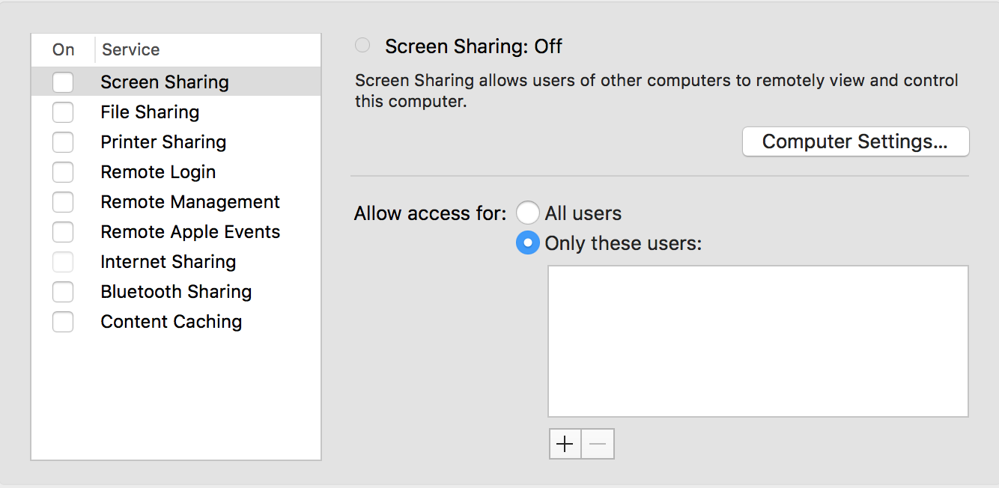 On Service
Screen Sharing
File Sharing
Printer Sharing
Remote Login
Remote Management
Remote Apple Events
Internet Sharing
Bluetooth Sharing
Content Caching
Screen Sharing: Off
Screen Sharing allows users of other computers to remotely view and control
this computer.
Computer Settings...
Allow access for: All users
Only these users: